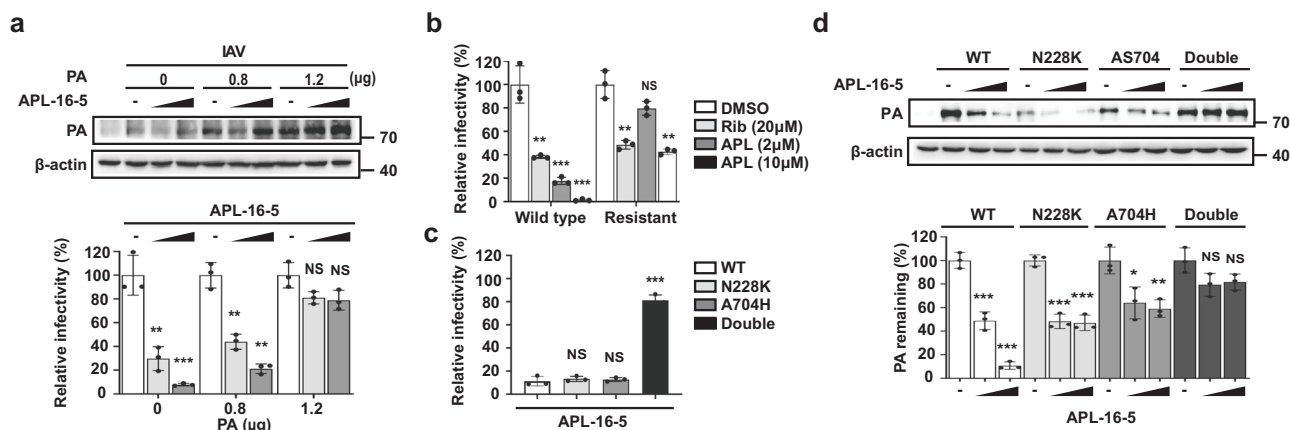 a
IAV
PA 0 0.8 1.2 (µg)
APL-16-5 - - -
PA
70
β-actin
40
APL-16-5
- - -
Relative infectivity (%)
120
100
80
60
40
20
0
** *** ** ** NS NS
0 0.8 1.2
PA (µg)
b
Relative infectivity (%)
120
100
80
60
40
20
0
** *** *** ** NS **
Wild type Resistant
DMSO
Rib (20µM)
APL (2µM)
APL (10µM)
c
Relative infectivity (%)
120
100
80
60
40
20
0
NS NS ***
APL-16-5
WT
N228K
A704H
Double
d
WT N228K AS704 Double
APL-16-5 - - - -
PA
70
β-actin
40
WT N228K A704H Double
PA remaining (%)
120
100
80
60
40
20
0
*** *** *** *** * ** NS NS
- - - -
APL-16-5